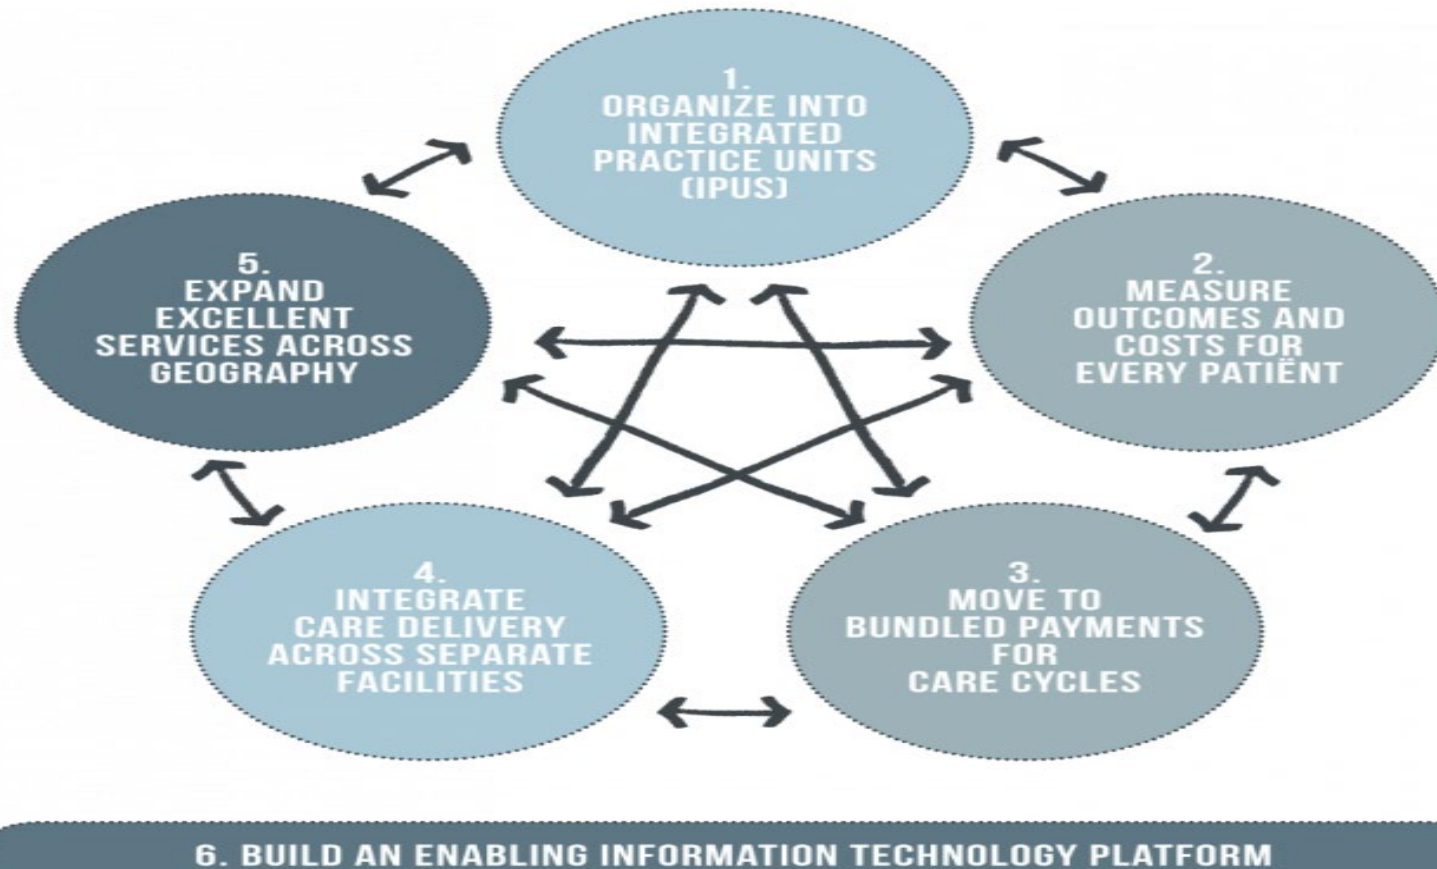 1.
ORGANIZE INTO
INTEGRATED
PRACTICE UNITS
(IPUS)
2.
MEASURE
OUTCOMES AND
COSTS FOR
EVERY PATIËNT
3.
MOVE TO
BUNDLED PAYMENTS
FOR
CARE CYCLES
4.
INTEGRATE
CARE DELIVERY
ACROSS SEPARATE
FACILITIES
5.
EXPAND
EXCELLENT
SERVICES ACROSS
GEOGRAPHY
6. BUILD AN ENABLING INFORMATION TECHNOLOGY PLATFORM